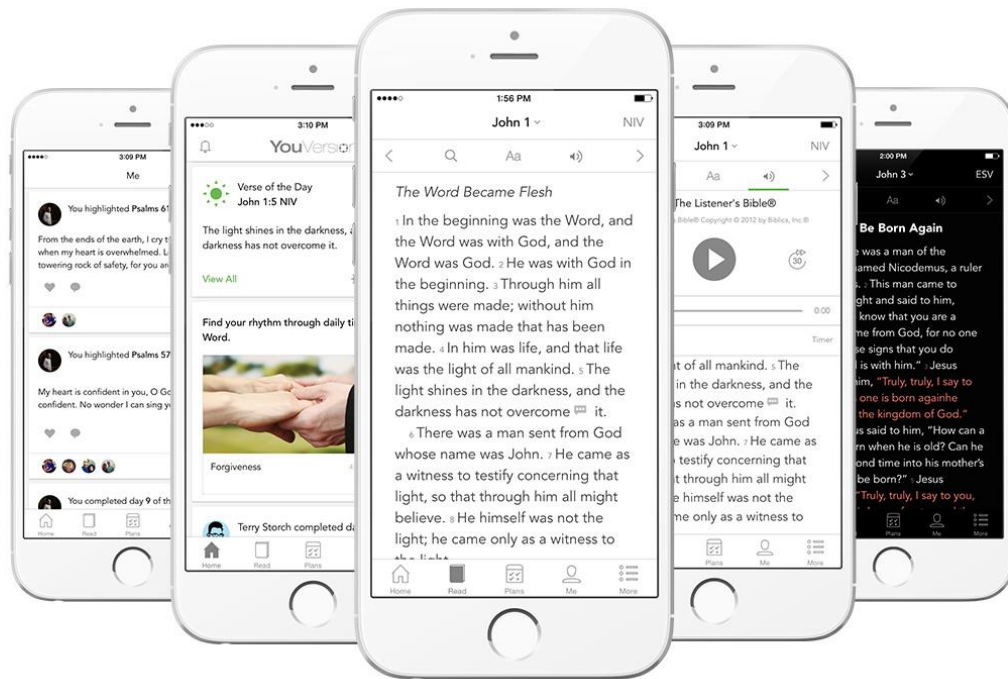 3:09 PM
Me
You highlighted Psalms 61
From the ends of the earth, I cry t
when my heart is overwhelmed. L
towering rock of safety, for you ar
You highlighted Psalms 57
My heart is confident in you, O G
confident. No wonder I can sing y
You completed day 9 of th
Home
Read
Plans
3:10 PM
YouVersion
Verse of the Day
John 1:5 NIV
The light shines in the darkness, a
darkness has not overcome it.
View All
Find your rhythm through daily ti
Word.
Forgiveness
Terry Storch completed da
Home
Read
Plans
1:56 PM
John 1
NIV
Aa
The Word Became Flesh
1 In the beginning was the Word, and
the Word was with God, and the
Word was God. 2 He was with God in
the beginning. 3 Through him all
things were made; without him
nothing was made that has been
made. 4 In him was life, and that life
was the light of all mankind. 5 The
light shines in the darkness, and the
darkness has not overcome it.
6 There was a man sent from God
whose name was John. 7 He came as
a witness to testify concerning that
light, so that through him all might
believe. 8 He himself was not the
light; he came only as a witness to
the light.
Home
Read
Plans
Me
More
3:09 PM
John 1
NIV
Aa
The Listener's Bible®
s Bible® Copyright © 2012 by Biblica, Inc.®
30
0:00
Timer
ht of all mankind. 5 The
in the darkness, and the
as not overcome it.
as a man sent from God
e was John. 7 He came as
testify concerning that
at through him all might
e himself was not the
me only as a witness to
Plans
Me
More
2:00 PM
John 3
ESV
Aa
Be Born Again
e was a man of the
amed Nicodemus, a ruler
s. 2 This man came to
ght and said to him,
know that you are a
me from God, for no one
se signs that you do
d is with him." 3 Jesus
im, "Truly, truly, I say to
s one is born againhe
the kingdom of God."
us said to him, "How can a
rn when he is old? Can he
ond time into his mother's
be born?" 5 Jesus
"Truly, truly, I say to you,
Plans
Me
More